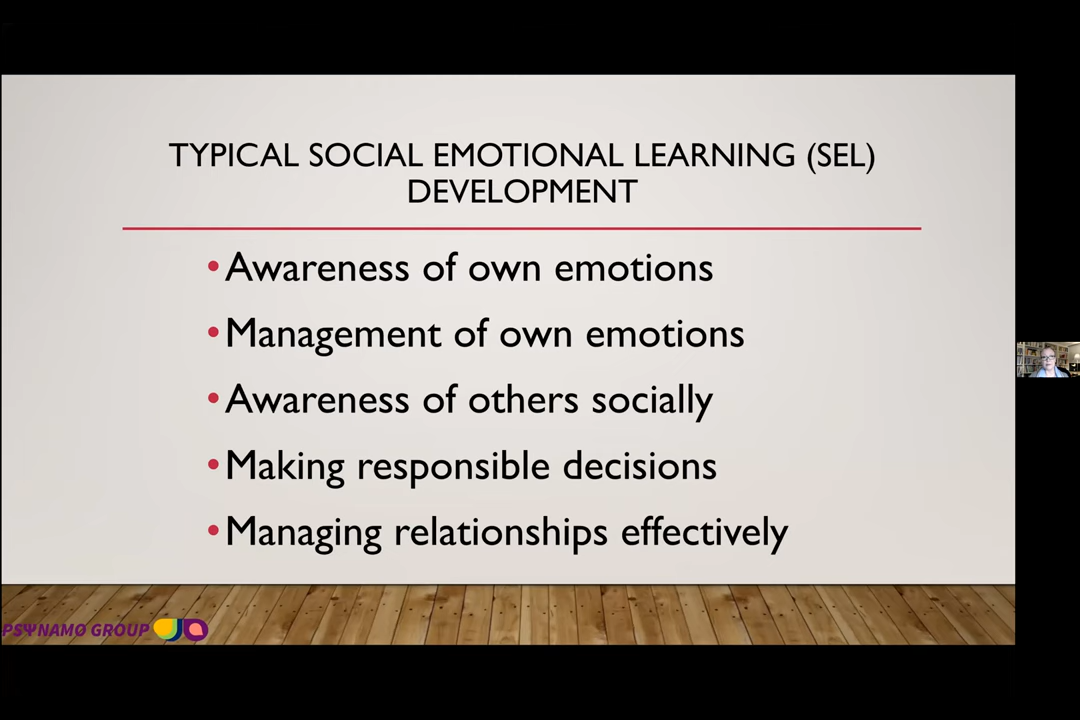 TYPICAL SOCIAL EMOTIONAL LEARNING (SEL)
DEVELOPMENT
•Awareness of own emotions
•Management of own emotions
•Awareness of others socially
•Making responsible decisions
•Managing relationships effectively
PSΨNAMØ GROUP